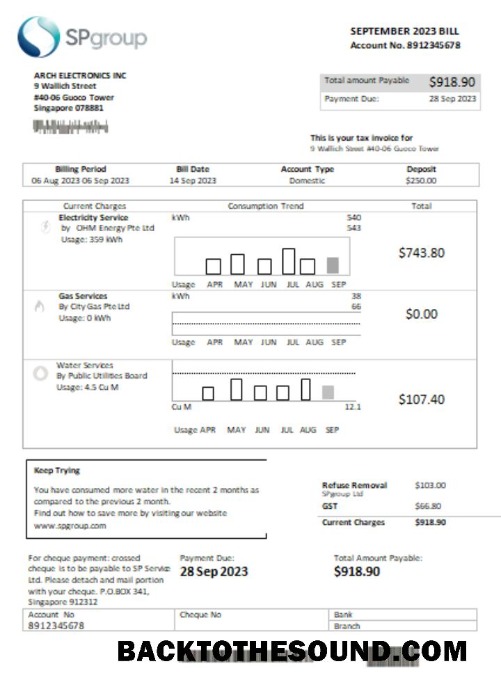 SPgroup
SEPTEMBER 2023 BILL
Account No. 8912345678
ARCH ELECTRONICS INC
9 Wallich Street
#40-06 Guoco Tower
Singapore 078881
Total amount Payable $918.90
Payment Due: 28 Sep 2023
This is your tax invoice for
9 Wallich Street #40-06 Guoco Tower
Billing Period Bill Date Account Type Deposit
06 Aug 2023 06 Sep 2023 14 Sep 2023 Domestic $250.00
Current Charges Consumption Trend Total
Electricity Service kWh 540
by OHM Energy Pte Ltd 543
Usage: 359 kWh
$743.80
Usage APR MAY JUN JUL AUG SEP
Gas Services kWh 38
By City Gas Pte Ltd 66
Usage: 0 kWh
$0.00
Usage APR MAY JUN JUL AUG SEP
Water Services
By Public Utilities Board
Usage: 4.5 Cu M
$107.40
Cu M 12.1
Usage APR MAY JUN JUL AUG SEP
Keep Trying
You have consumed more water in the recent 2 months as
compared to the previous 2 month.
Find out how to save more by visiting our website
www.spgroup.com
Refuse Removal $103.00
SPgroup Ltd
GST $66.80
Current Charges $918.90
For cheque payment: crossed
cheque is to be payable to SP Service
Ltd. Please detach and mail portion
with your cheque. P.O.BOX 341,
Singapore 912312
Payment Due:
28 Sep 2023
Total Amount Payable:
$918.90
Account No Cheque No Bank
8912345678 Branch
BACKTOTHESOUND.COM